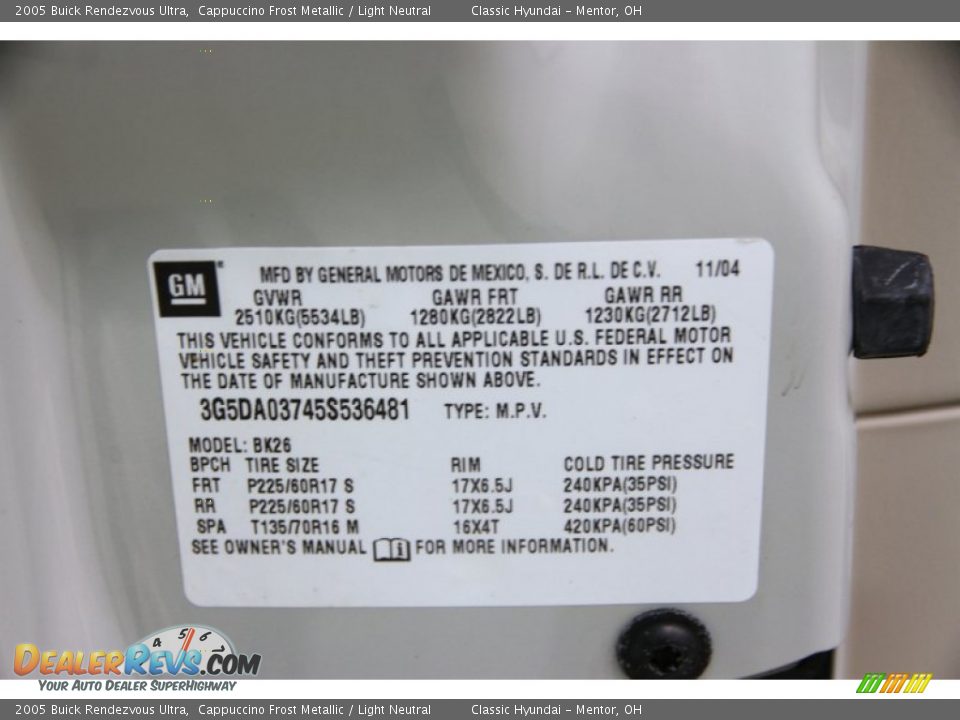 2005 Buick Rendezvous Ultra, Cappuccino Frost Metallic / Light Neutral Classic Hyundai - Mentor, OH
GM MFD BY GENERAL MOTORS DE MEXICO, S. DE R.L. DE C.V. 11/04
GVWR GAWR FRT GAWR RR
2510KG(5534LB) 1280KG(2822LB) 1230KG(2712LB)
THIS VEHICLE CONFORMS TO ALL APPLICABLE U.S. FEDERAL MOTOR
VEHICLE SAFETY AND THEFT PREVENTION STANDARDS IN EFFECT ON
THE DATE OF MANUFACTURE SHOWN ABOVE.
3G5DA03745S536481 TYPE: M.P.V.
MODEL: BK26
BPCH TIRE SIZE RIM COLD TIRE PRESSURE
FRT P225/60R17 S 17X6.5J 240KPA(35PSI)
RR P225/60R17 S 17X6.5J 240KPA(35PSI)
SPA T135/70R16 M 16X4T 420KPA(60PSI)
SEE OWNER'S MANUAL i FOR MORE INFORMATION.
4 5 6
DEALERREVS.COM
YOUR AUTO DEALER SUPERHIGHWAY
2005 Buick Rendezvous Ultra, Cappuccino Frost Metallic / Light Neutral Classic Hyundai - Mentor, OH